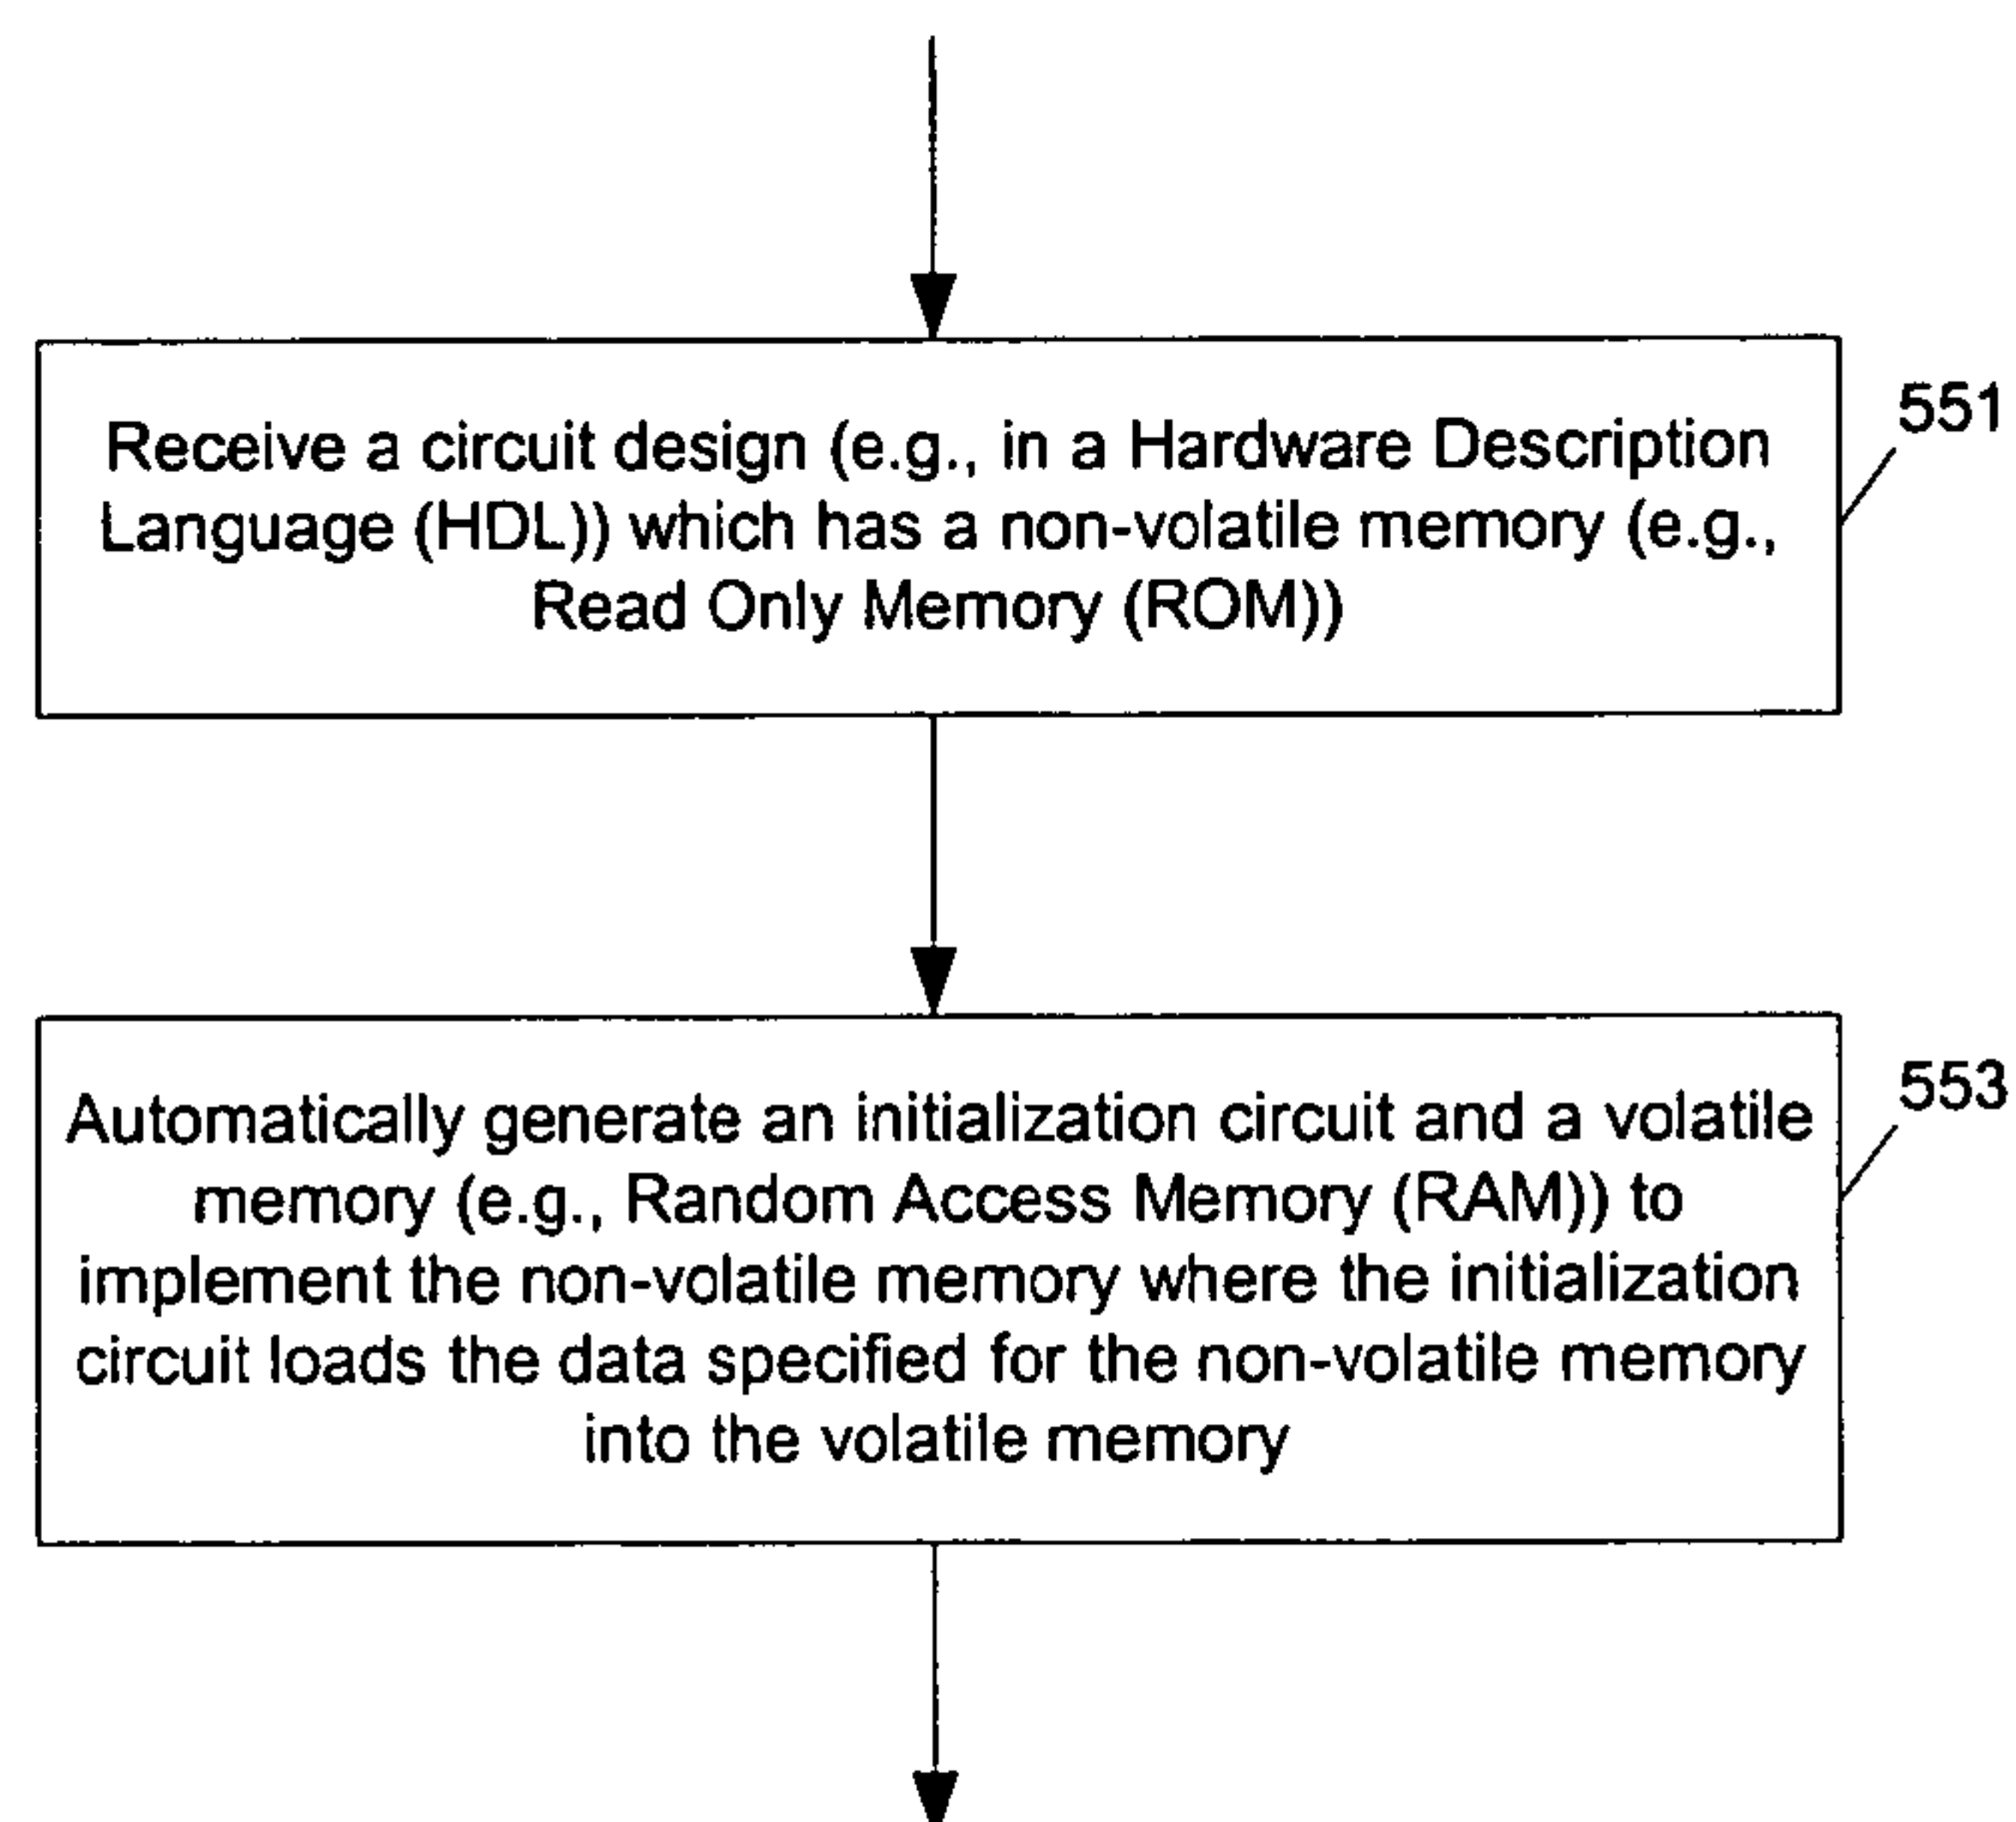 Receive a circuit design (e.g., in a Hardware Description
Language (HDL)) which has a non-volatile memory (e.g.,
Read Only Memory (ROM))
551
Automatically generate an initialization circuit and a volatile
memory (e.g., Random Access Memory (RAM)) to
implement the non-volatile memory where the initialization
circuit loads the data specified for the non-volatile memory
into the volatile memory
553